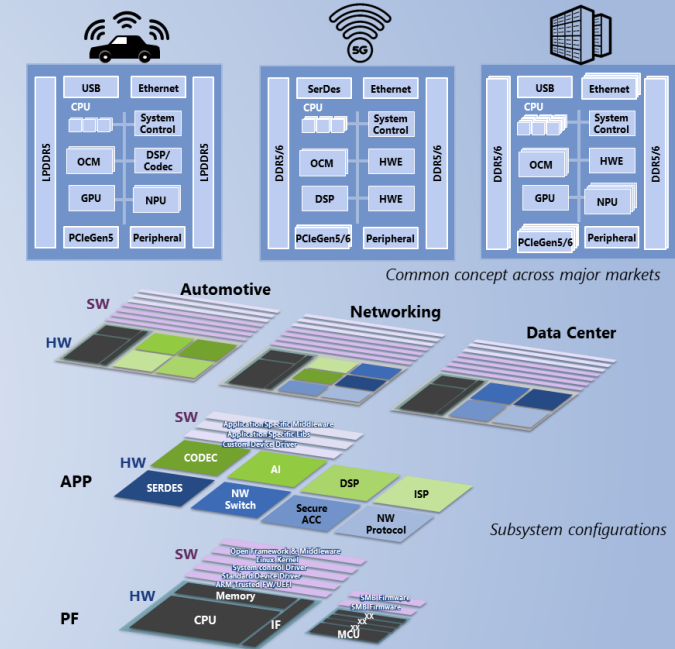 5G
USB
Ethernet
CPU
System
Control
OCM
DSP/
Codec
GPU
NPU
PCIeGen5
Peripheral
LPDDR5
LPDDR5
SerDes
Ethernet
CPU
System
Control
OCM
HWE
DSP
HWE
PCIeGen5/6
Peripheral
DDR5/6
DDR5/6
USB
Ethernet
CPU
System
Control
OCM
HWE
GPU
NPU
PCIeGen5/6
Peripheral
DDR5/6
DDR5/6
Common concept across major markets
Automotive
SW
Networking
HW
Data Center
SW
Application Specific Middleware
Application Specific Libs
Custom Device Driver
HW
CODEC
AI
APP
SERDES
NW
Switch
DSP
ISP
Secure
ACC
NW
Protocol
Subsystem configurations
SW
Open Framework & Middleware
Linux Kernel
System control Driver
Standard Device Driver
ARM Trusted FW/UEFI
HW
Memory
PF
CPU
IF
SMB Firmware
SMB Firmware
XX
XX
XX
MCU